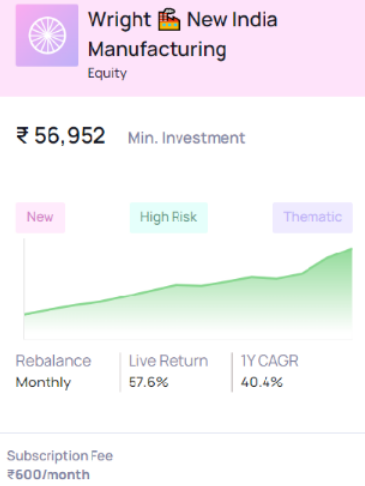 Wright 🏭 New India
Manufacturing
Equity
₹ 56,952 Min. Investment
New High Risk Thematic
Rebalance Live Return 1Y CAGR
Monthly 57.6% 40.4%
Subscription Fee
₹600/month